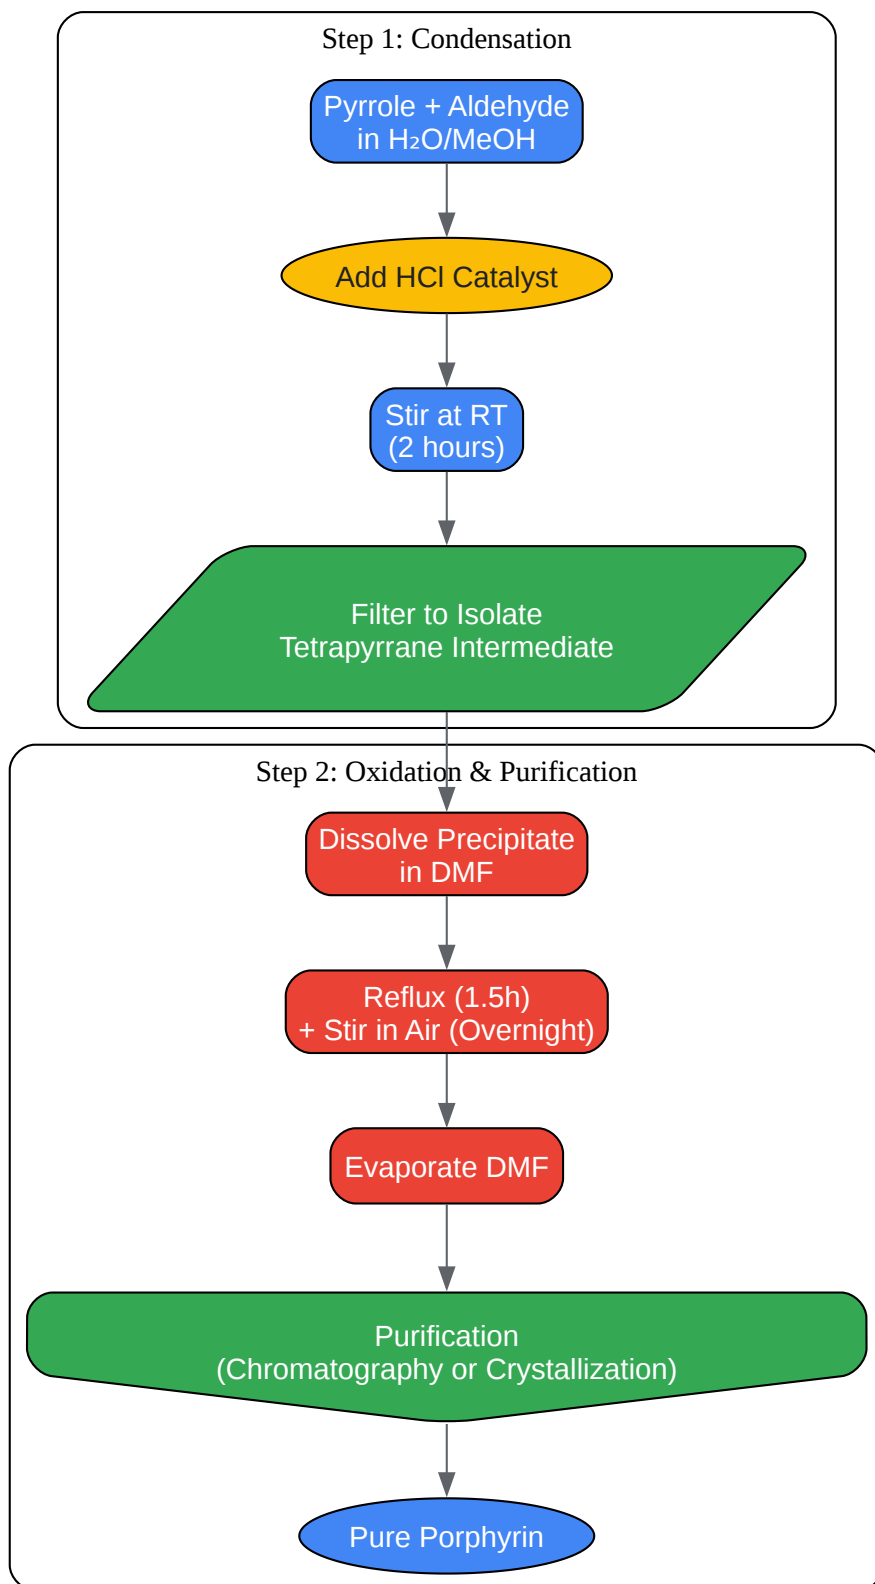 Step 1: Condensation
Pyrrole + Aldehyde
in H₂O/MeOH
Add HCl Catalyst
Stir at RT
(2 hours)
Filter to Isolate
Tetrapyrrane Intermediate
Step 2: Oxidation & Purification
Dissolve Precipitate
in DMF
Reflux (1.5h)
+ Stir in Air (Overnight)
Evaporate DMF
Purification
(Chromatography or Crystallization)
Pure Porphyrin